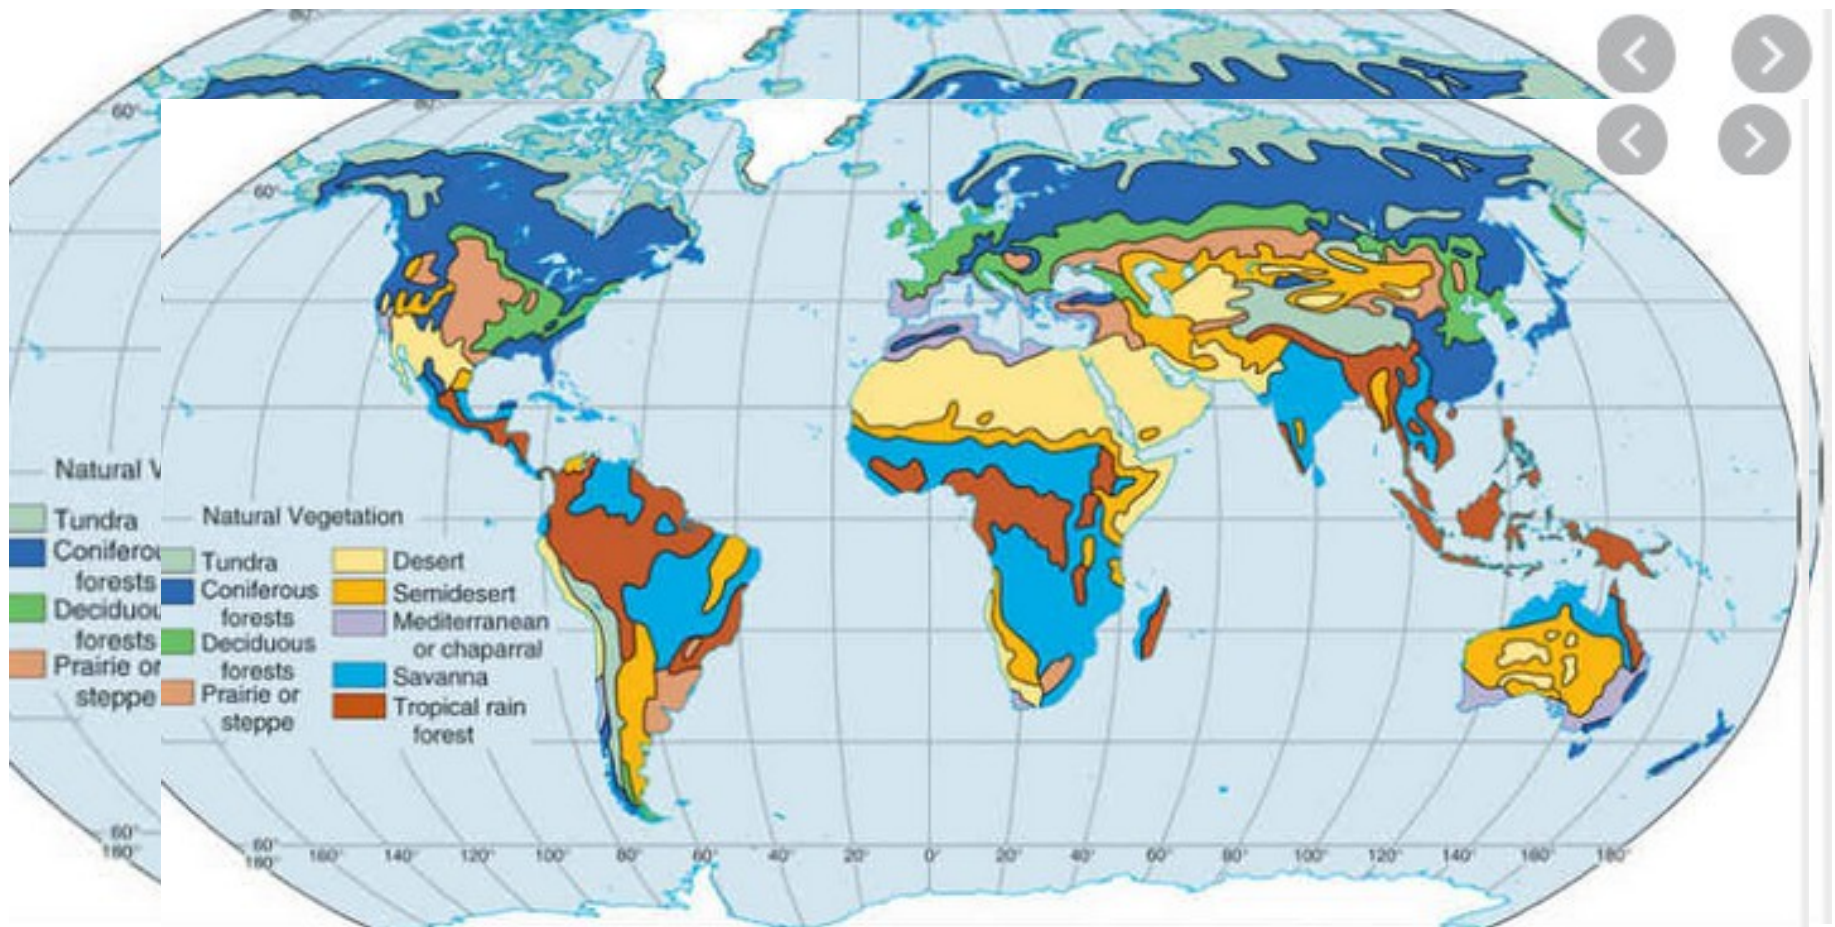 80°
60°
80°
60°
Natural V
Tundra
Conifero
forests
Deciduou
forests
Prairie or
steppe
60°
180°
Natural Vegetation
Tundra
Coniferous
forests
Deciduous
forests
Prairie or
steppe
Desert
Semidesert
Mediterranean
or chaparral
Savanna
Tropical rain
forest
60°
180° 160° 140° 120° 100° 80° 60° 40° 20° 0° 20° 40° 60° 80° 100° 120° 140° 160° 180°